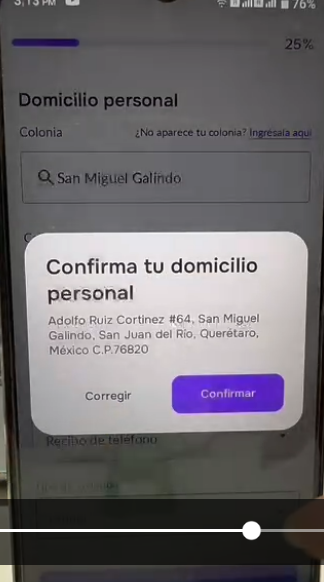 3:13 PM
76%
25%
Domicilio personal
Colonia ¿No aparece tu colonia? Ingrésala aquí
San Miguel Galindo
Confirma tu domicilio
personal
Adolfo Ruiz Cortinez #64, San Miguel
Galindo, San Juan del Río, Querétaro,
México C.P.76820
Corregir
Confirmar
Recibo de teléfono